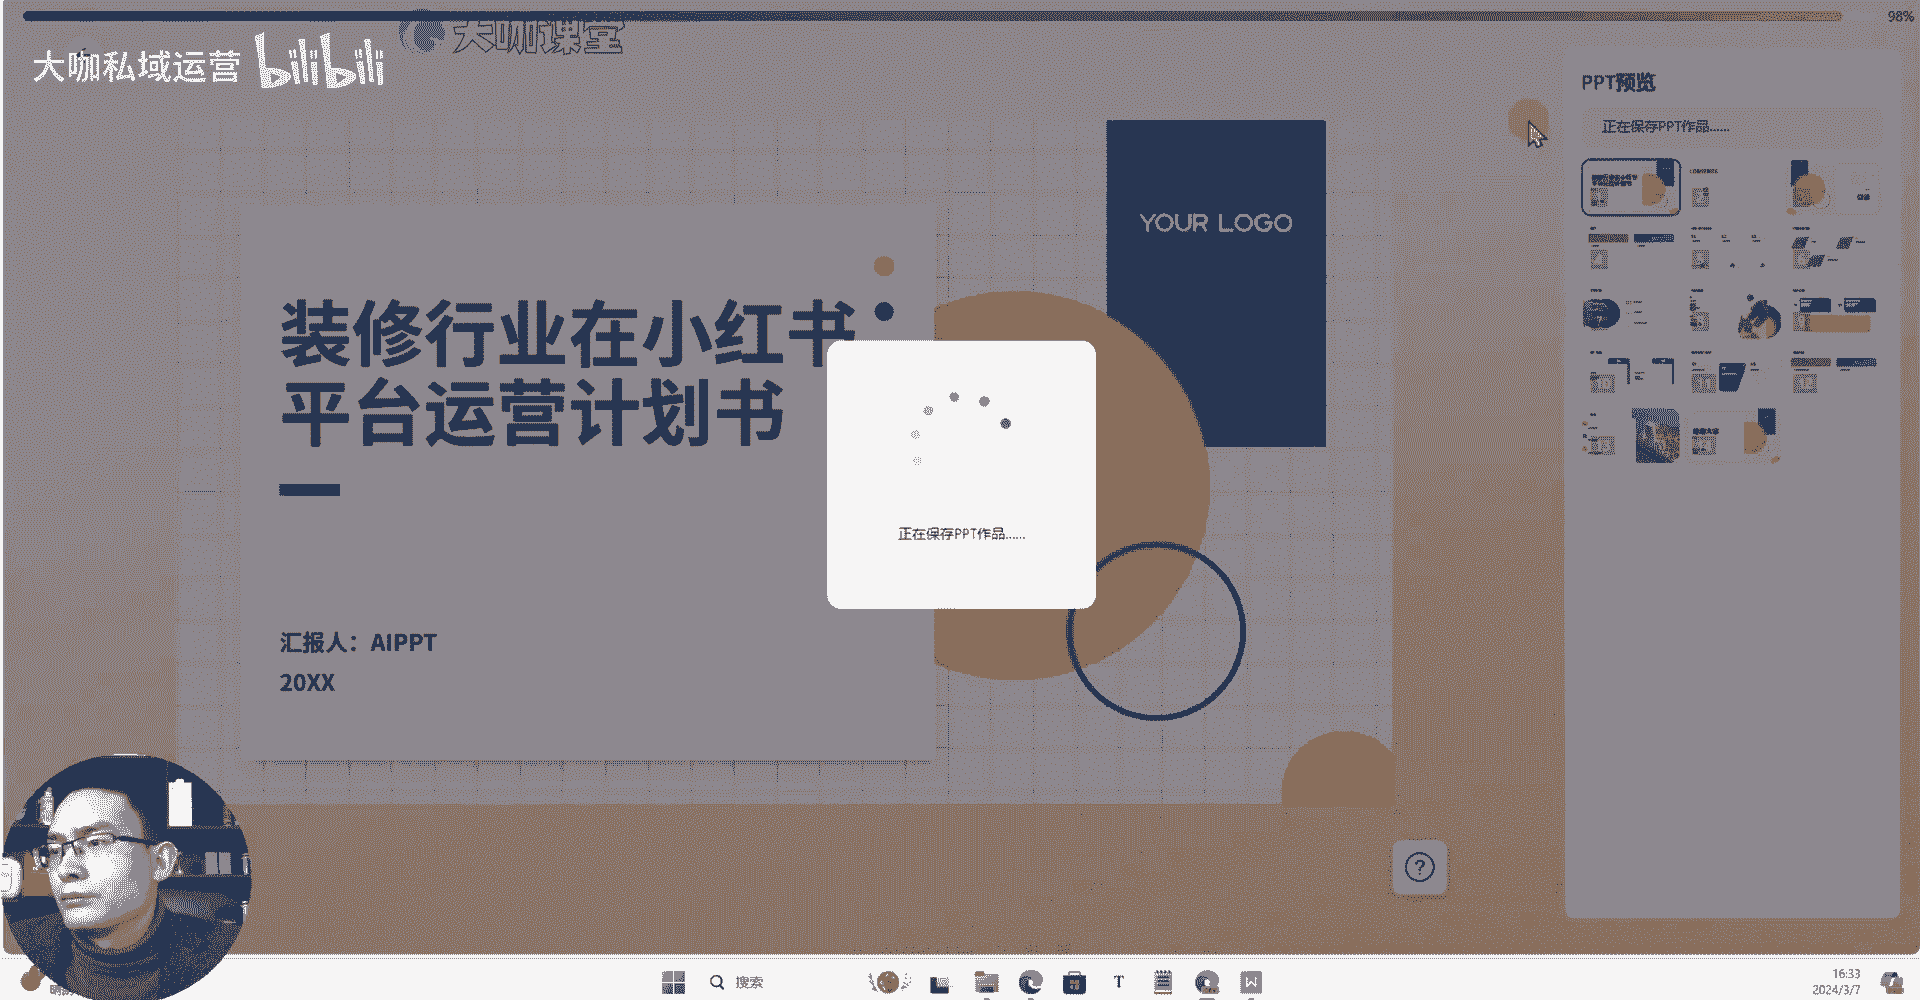 98%
大咖课堂
大咖私域运营 bilibili
PPT预览
正在保存PPT作品......
YOUR LOGO
装修行业在小红书
平台运营计划书
正在保存PPT作品......
汇报人：AIPPT
20XX
搜索
16:33
2024/3/7